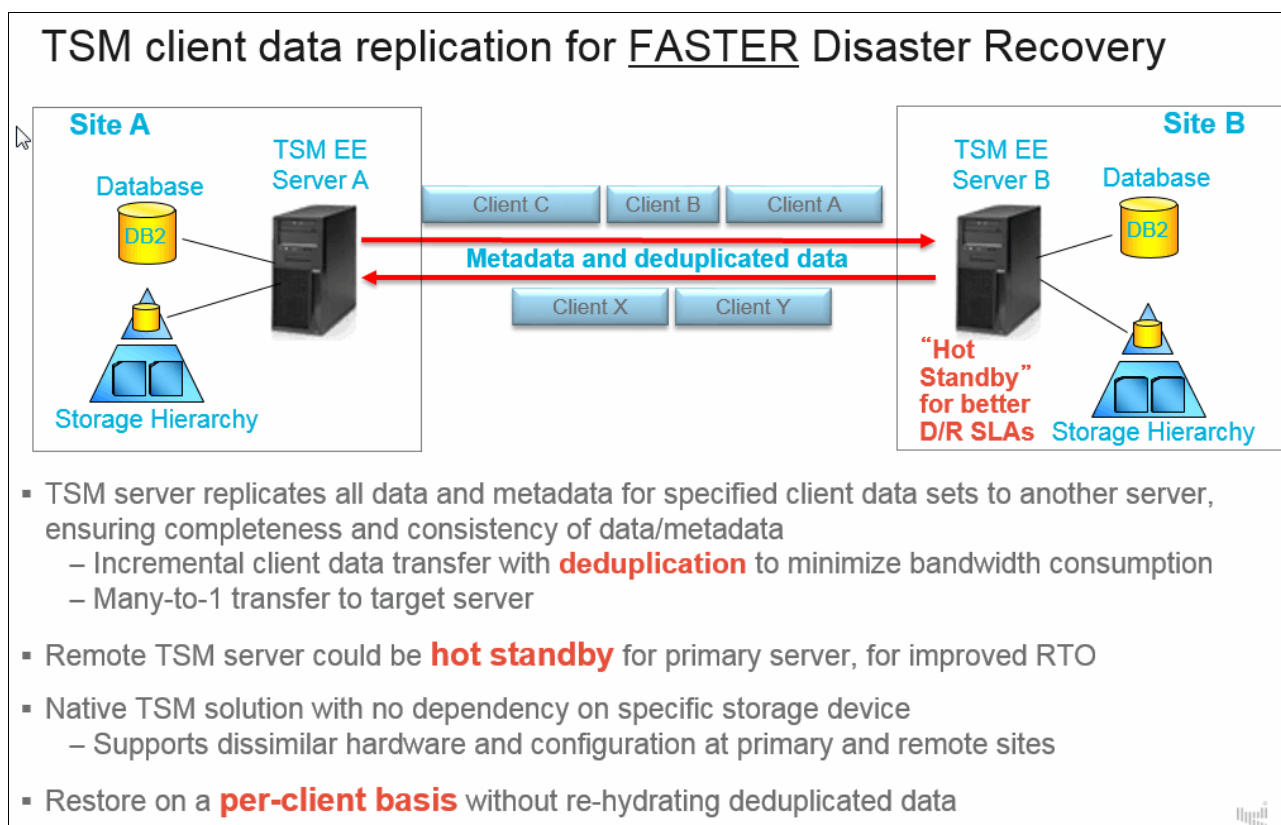 TSM client data replication for FASTER Disaster Recovery
Site A
TSM EE
Server A
Database
DB2
Storage Hierarchy
Client C
Client B
Client A
Metadata and deduplicated data
Client X
Client Y
Site B
TSM EE
Server B
Database
DB2
“Hot
Standby”
for better
D/R SLAs
Storage Hierarchy
▪ TSM server replicates all data and metadata for specified client data sets to another server,
ensuring completeness and consistency of data/metadata
– Incremental client data transfer with deduplication to minimize bandwidth consumption
– Many-to-1 transfer to target server
▪ Remote TSM server could be hot standby for primary server, for improved RTO
▪ Native TSM solution with no dependency on specific storage device
– Supports dissimilar hardware and configuration at primary and remote sites
▪ Restore on a per-client basis without re-hydrating deduplicated data